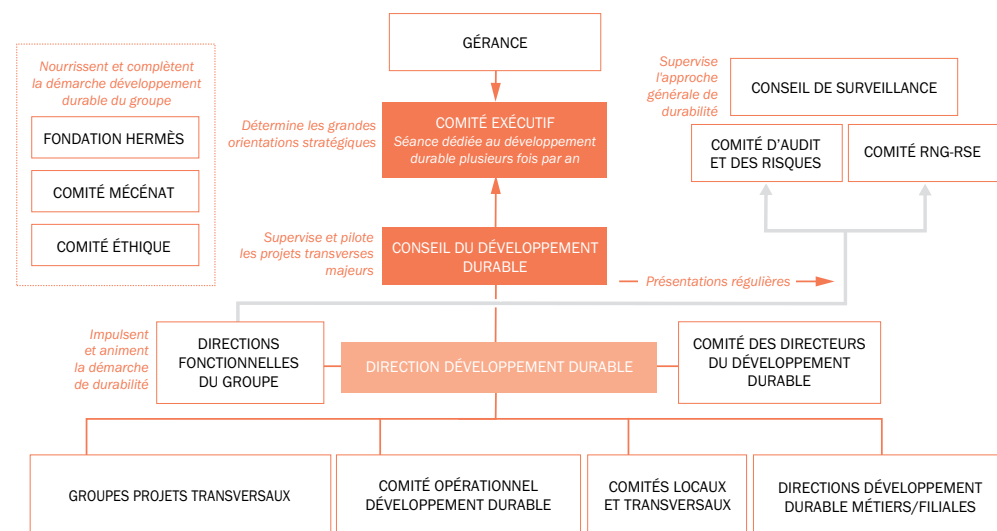 GÉRANCE
Nourrissent et complètent
la démarche développement
durable du groupe
FONDATION HERMÈS
COMITÉ MÉCÉNAT
COMITÉ ÉTHIQUE
Détermine les grandes
orientations stratégiques
COMITÉ EXÉCUTIF
Séance dédiée au développement
durable plusieurs fois par an
Supervise
l'approche
générale de
durabilité
CONSEIL DE SURVEILLANCE
COMITÉ D'AUDIT
ET DES RISQUES
COMITÉ RNG-RSE
Supervise et pilote
les projets transverses
majeurs
CONSEIL DU DÉVELOPPEMENT
DURABLE
Présentations régulières
Impulsent
et animent
la démarche
de durabilité
DIRECTIONS
FONCTIONNELLES
DU GROUPE
DIRECTION DÉVELOPPEMENT DURABLE
COMITÉ DES DIRECTEURS
DU DÉVELOPPEMENT
DURABLE
GROUPES PROJETS TRANSVERSAUX
COMITÉ OPÉRATIONNEL
DÉVELOPPEMENT DURABLE
COMITÉS LOCAUX
ET TRANSVERSAUX
DIRECTIONS DÉVELOPPEMENT
DURABLE MÉTIERS/FILIALES